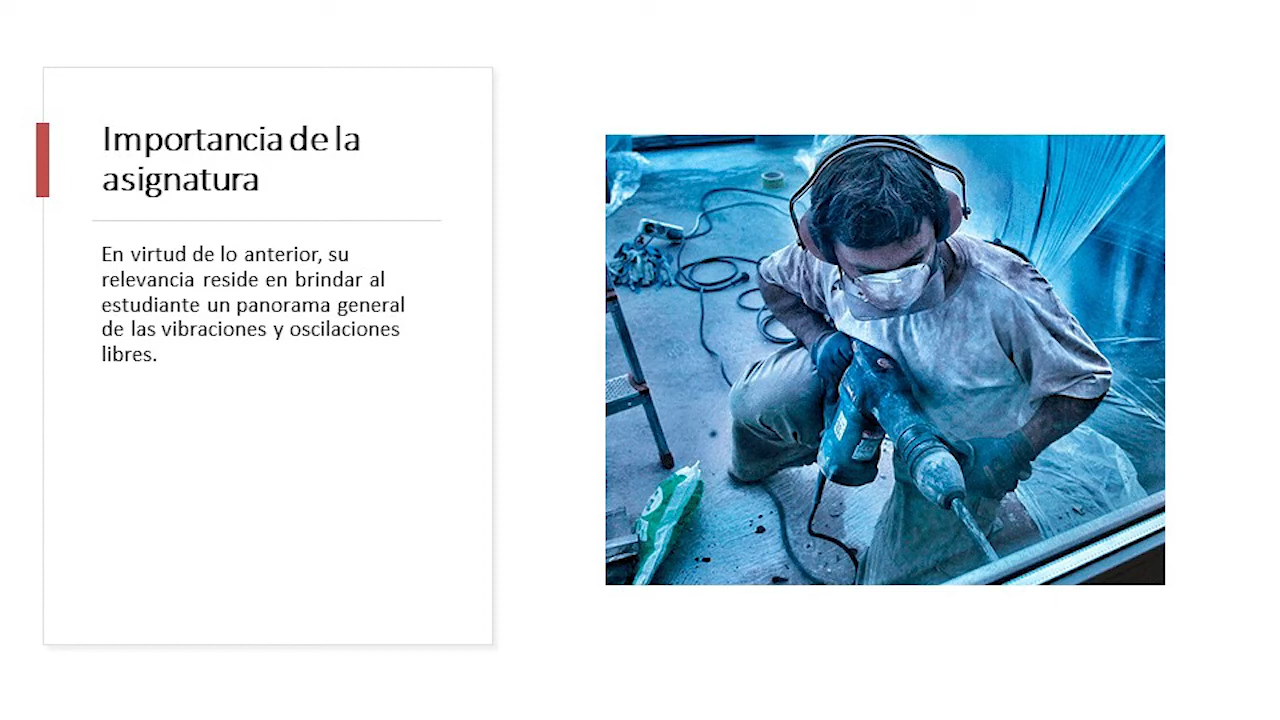 Importancia de la
asignatura
En virtud de lo anterior, su
relevancia reside en brindar al
estudiante un panorama general
de las vibraciones y oscilaciones
libres.